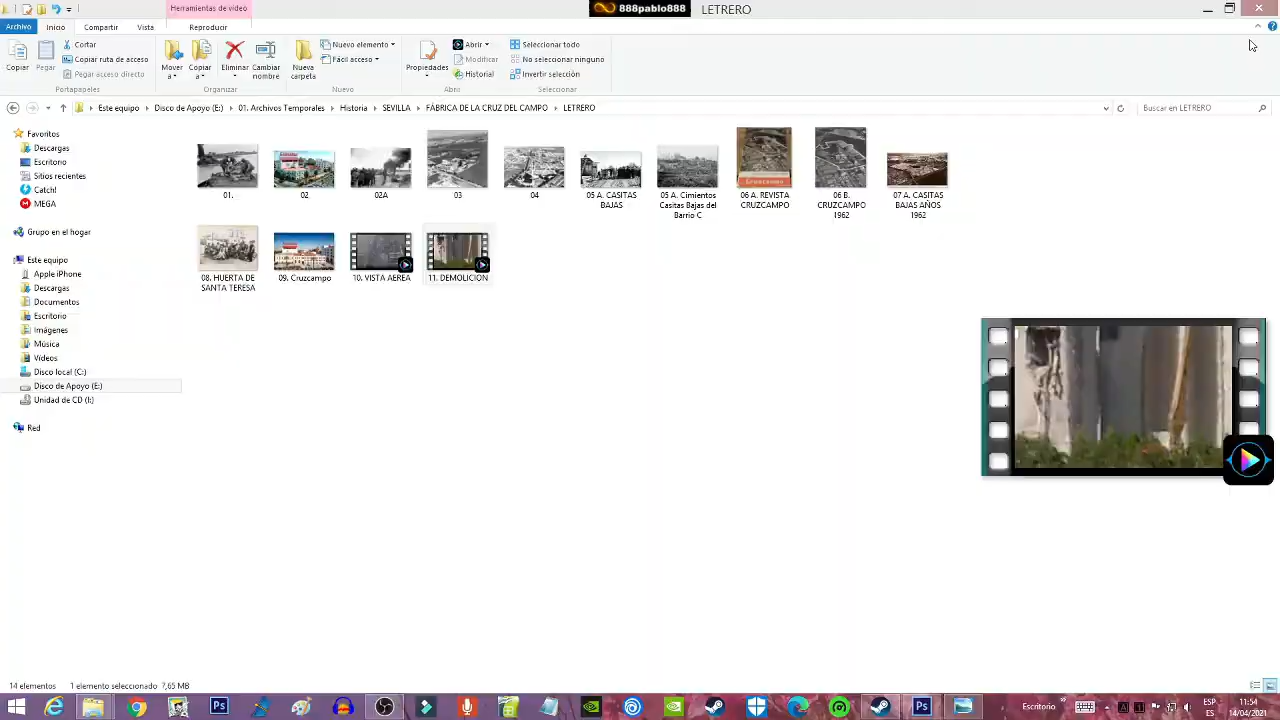 Herramientas de vídeo
888pablo888
LETRERO
Archivo
Inicio
Compartir
Vista
Reproducir
Copiar
Pegar
Cortar
Copiar ruta de acceso
Pegar acceso directo
Portapapeles
Mover a
Copiar a
Eliminar
Cambiar nombre
Organizar
Nueva carpeta
Nuevo elemento
Fácil acceso
Nuevo
Propiedades
Abrir
Modificar
Historial
Abrir
Seleccionar todo
No seleccionar ninguno
Invertir selección
Seleccionar
Este equipo
Disco de Apoyo (E:)
01. Archivos Temporales
Historia
SEVILLA
FÁBRICA DE LA CRUZ DEL CAMPO
LETRERO
Buscar en LETRERO
Favoritos
Descargas
Escritorio
Sitios recientes
Catchl
MEGA
Grupo en el hogar
Este equipo
Apple iPhone
Descargas
Documentos
Escritorio
Imágenes
Música
Vídeos
Disco local (C:)
Disco de Apoyo (E:)
Unidad de CD (I:)
Red
01.
02
02A
03
04
05 A. CASITAS
BAJAS
05 A. Cimientos
Casitas Bajas del
Barrio C
06 A. REVISTA
CRUZCAMPO
06 B.
CRUZCAMPO
1962
07 A. CASITAS
BAJAS AÑOS
1962
08. HUERTA DE
SANTA TERESA
09. Cruzcampo
10. VISTA AEREA
11. DEMOLICION
14 elementos
1 elemento seleccionado 7,65 MB
Ps
Ps
Escritorio
ESP
ES
11:54
14/04/2021